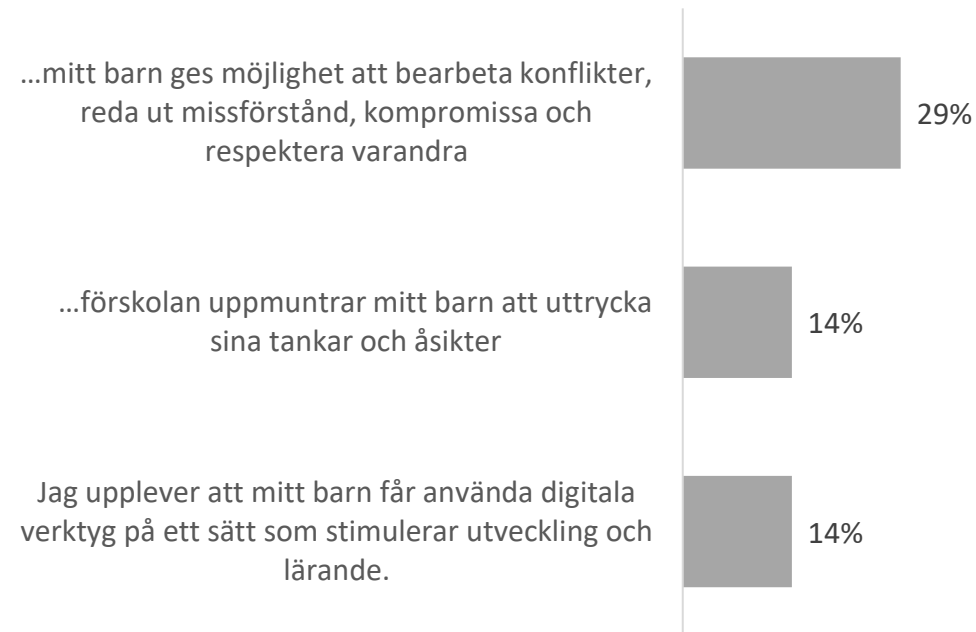 ...mitt barn ges möjlighet att bearbeta konflikter,
reda ut missförstånd, kompromissa och
respektera varandra
29%
...förskolan uppmuntrar mitt barn att uttrycka
sina tankar och åsikter
14%
Jag upplever att mitt barn får använda digitala
verktyg på ett sätt som stimulerar utveckling och
lärande.
14%